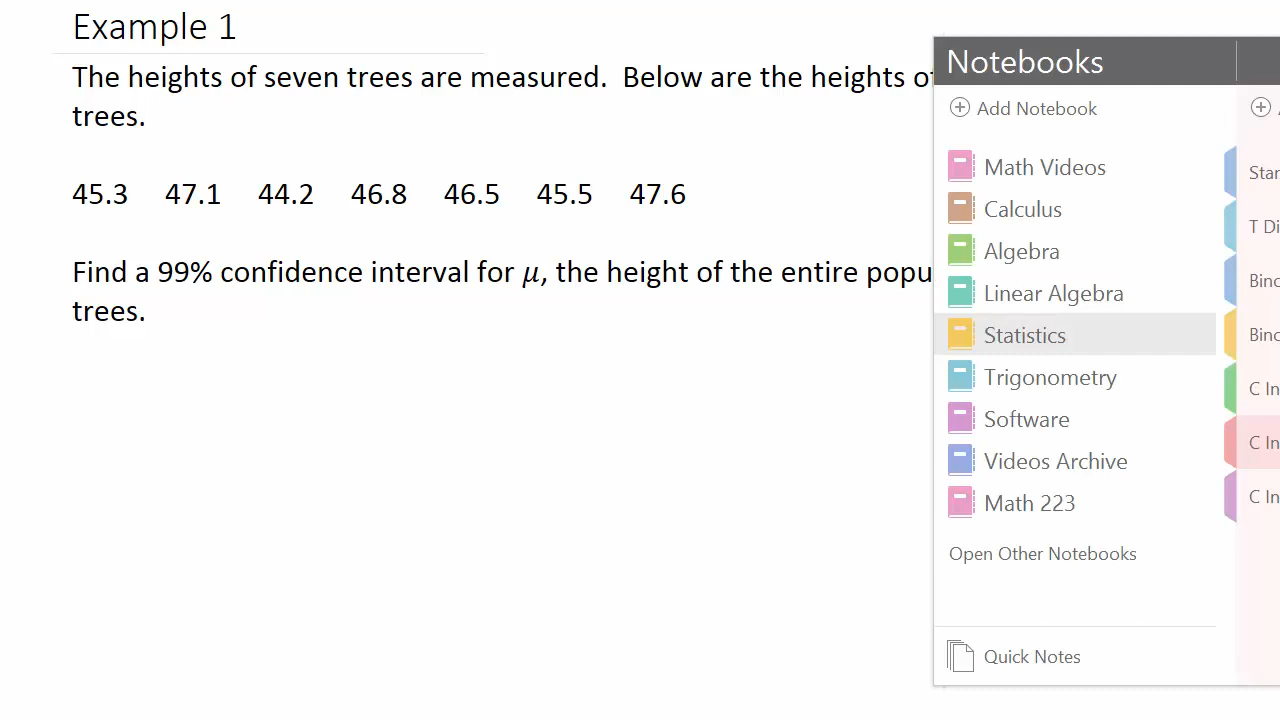 Example 1
The heights of seven trees are measured. Below are the heights of
trees.
45.3 47.1 44.2 46.8 46.5 45.5 47.6
Find a 99% confidence interval for μ, the height of the entire popu
trees.
Notebooks
Add Notebook
Math Videos
Calculus
Algebra
Linear Algebra
Statistics
Trigonometry
Software
Videos Archive
Math 223
Open Other Notebooks
Quick Notes
Star
T Di
Bino
Bino
C In
C In
C In